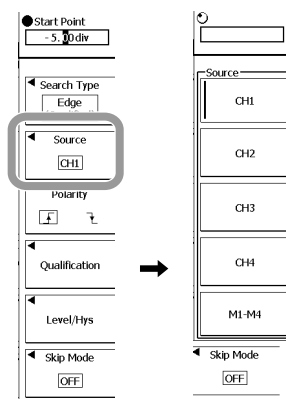 Start Point
-5.00div
Search Type
Edge
Source
CH1
Polarity
Qualification
Level/Hys
Skip Mode
OFF
Source
CH1
CH2
CH3
CH4
M1-M4
Skip Mode
OFF